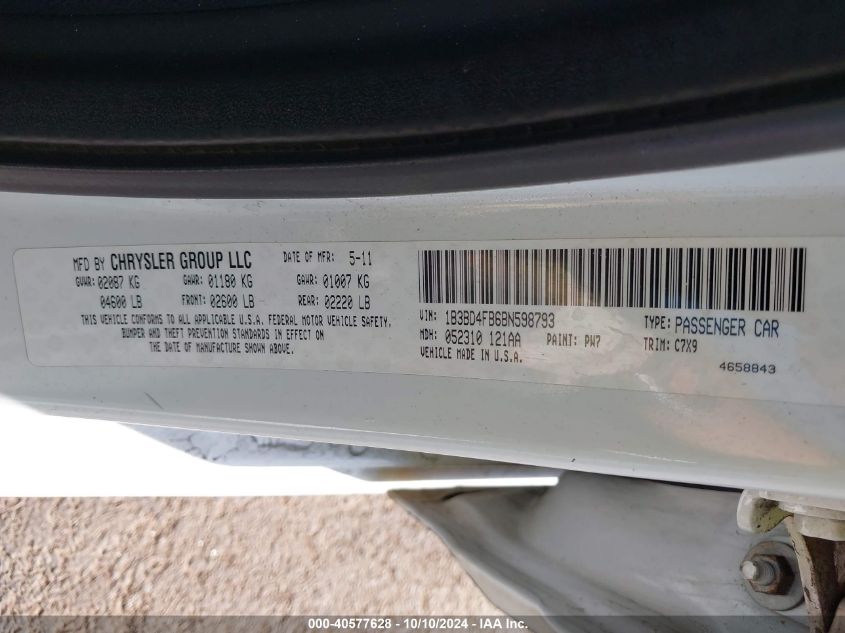 MFD BY CHRYSLER GROUP LLC DATE OF MFR: 5-11
GVWR: 02087 KG GAWR: 01180 KG GAWR: 01007 KG
04600 LB FRONT: 02600 LB REAR: 02220 LB
THIS VEHICLE CONFORMS TO ALL APPLICABLE U.S.A. FEDERAL MOTOR VEHICLE SAFETY,
BUMPER AND THEFT PREVENTION STANDARDS IN EFFECT ON
THE DATE OF MANUFACTURE SHOWN ABOVE.
VIN: 1B3BD4FB6BN598793 TYPE: PASSENGER CAR
MDH: 052310 121AA PAINT: PW7 TRIM: C7X9
VEHICLE MADE IN U.S.A. 4658843
000-40577628 - 10/10/2024 - IAA Inc.